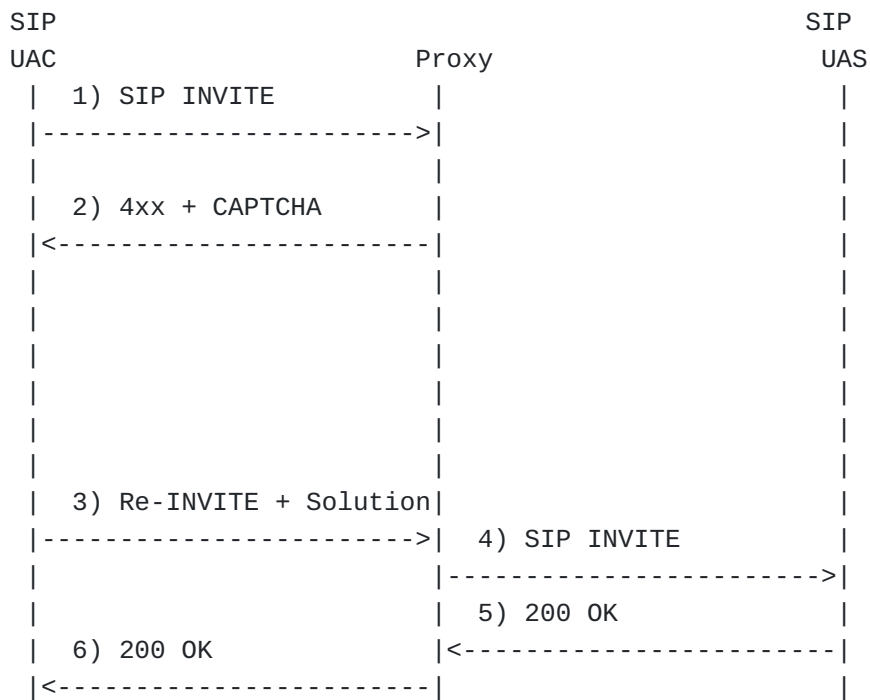 SIP SIP
UAC Proxy UAS
1) SIP INVITE
2) 4xx + CAPTCHA
3) Re-INVITE + Solution
4) SIP INVITE
5) 200 OK
6) 200 OK